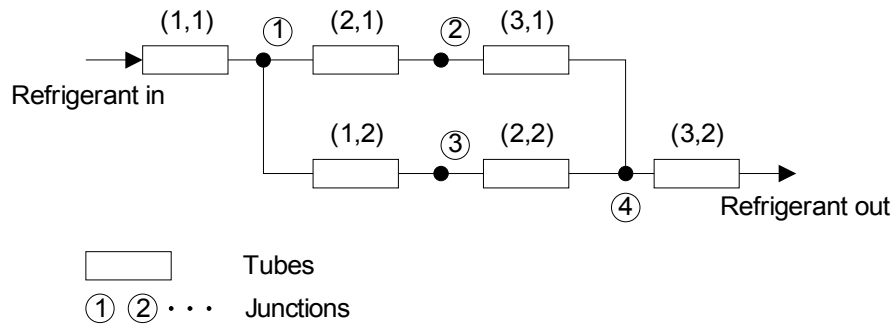 (1,1) ① (2,1) ② (3,1)
Refrigerant in
(1,2) ③ (2,2) (3,2)
④ Refrigerant out
Tubes
① ② · · · Junctions